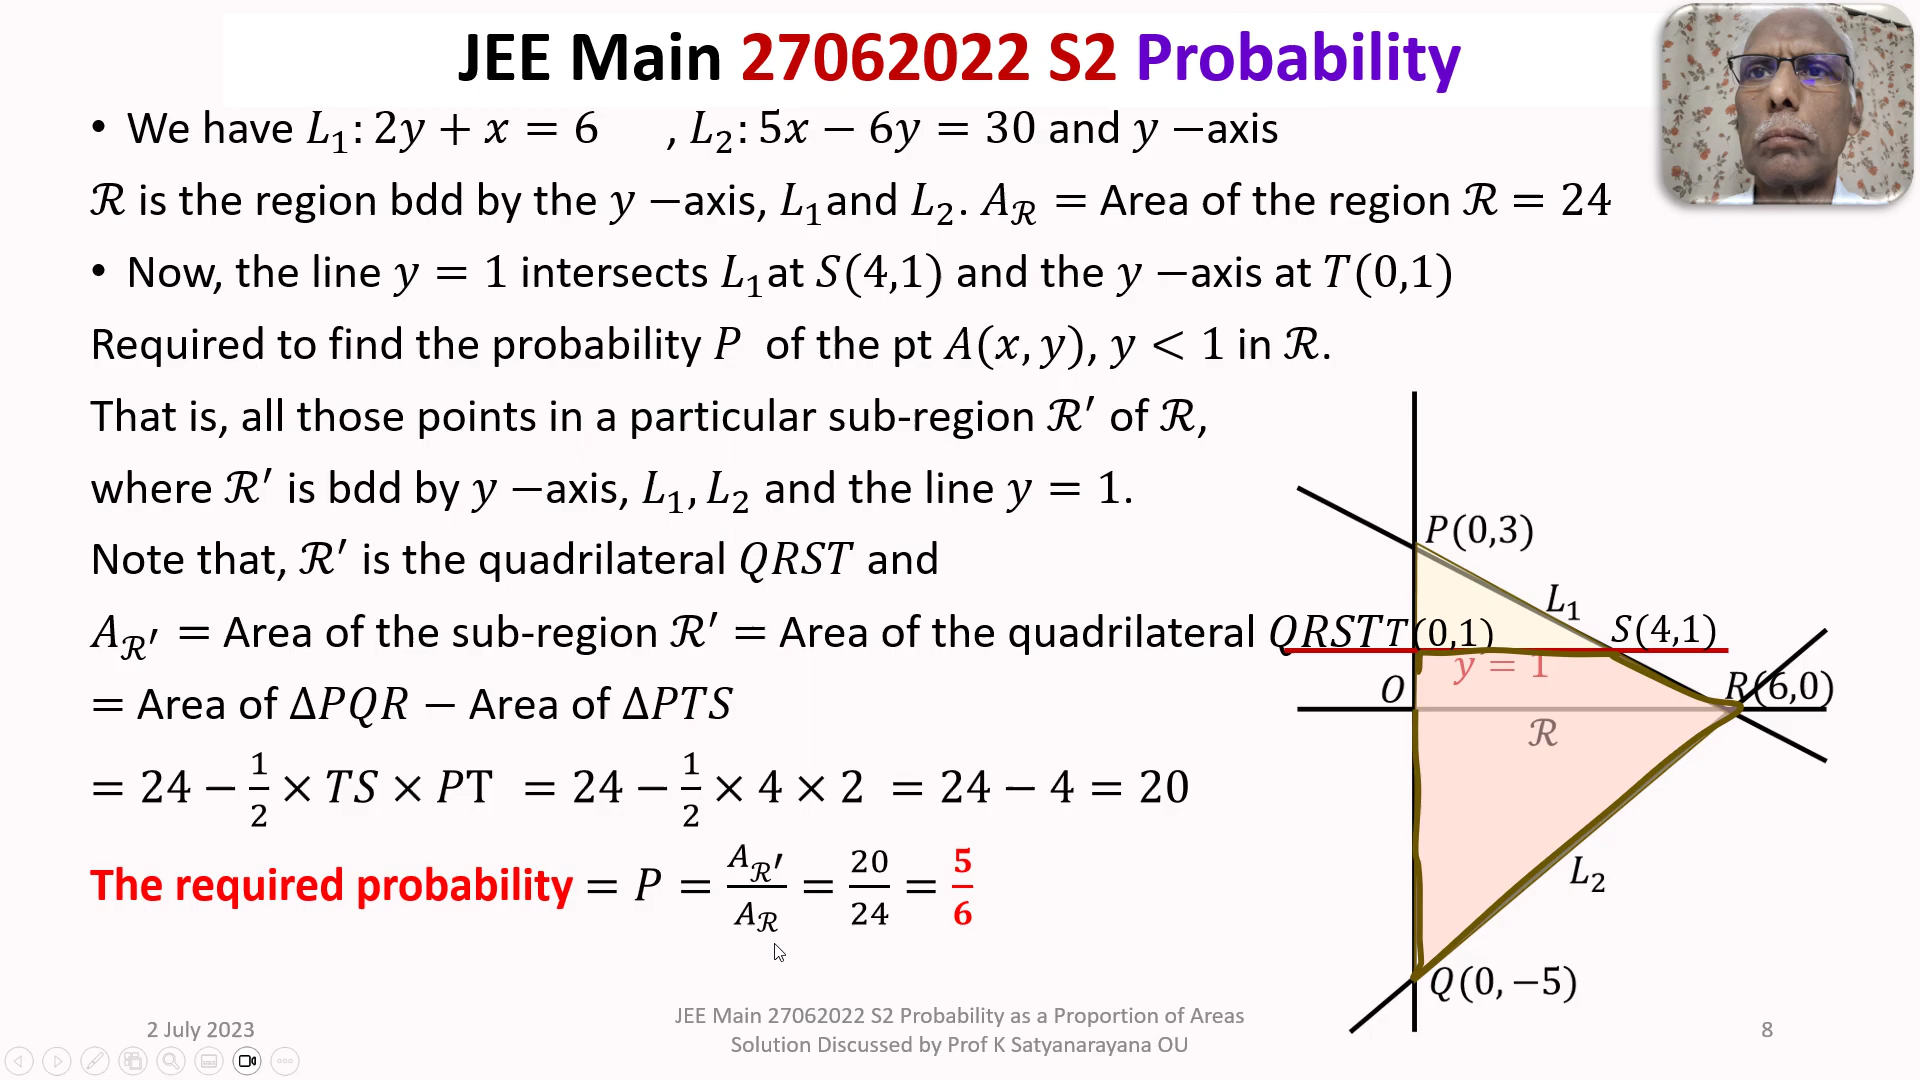 JEE Main 27062022 S2 Probability
• We have L₁: 2y + x = 6 , L₂: 5x − 6y = 30 and y −axis
ℛ is the region bdd by the y −axis, L₁and L₂. A_ℛ = Area of the region ℛ = 24
• Now, the line y = 1 intersects L₁at S(4,1) and the y −axis at T(0,1)
Required to find the probability P of the pt A(x, y), y < 1 in ℛ.
That is, all those points in a particular sub-region ℛ′ of ℛ,
where ℛ′ is bdd by y −axis, L₁, L₂ and the line y = 1.
Note that, ℛ′ is the quadrilateral QRST and
A_ℛ′ = Area of the sub-region ℛ′ = Area of the quadrilateral QRST
= Area of ΔPQR − Area of ΔPTS
= 24 − 1/2 × TS × PT = 24 − 1/2 × 4 × 2 = 24 − 4 = 20
The required probability = P = A_ℛ′/A_ℛ = 20/24 = 5/6
P(0,3)
L₁
T(0,1)
S(4,1)
y = 1
O
R(6,0)
ℛ
L₂
Q(0, −5)
2 July 2023
JEE Main 27062022 S2 Probability as a Proportion of Areas
Solution Discussed by Prof K Satyanarayana OU
8